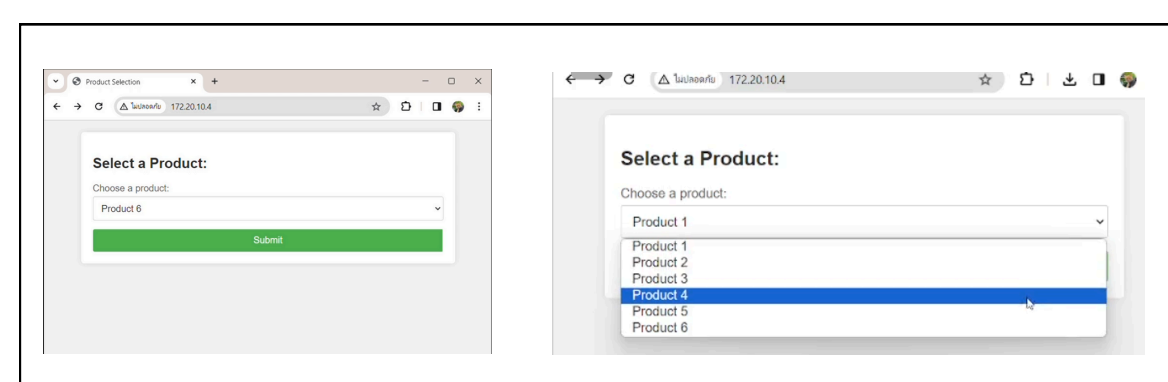 Product Selection
ไม่ปลอดภัย 172.20.10.4
Select a Product:
Choose a product:
Product 6
Submit
ไม่ปลอดภัย 172.20.10.4
Select a Product:
Choose a product:
Product 1
Product 1
Product 2
Product 3
Product 4
Product 5
Product 6